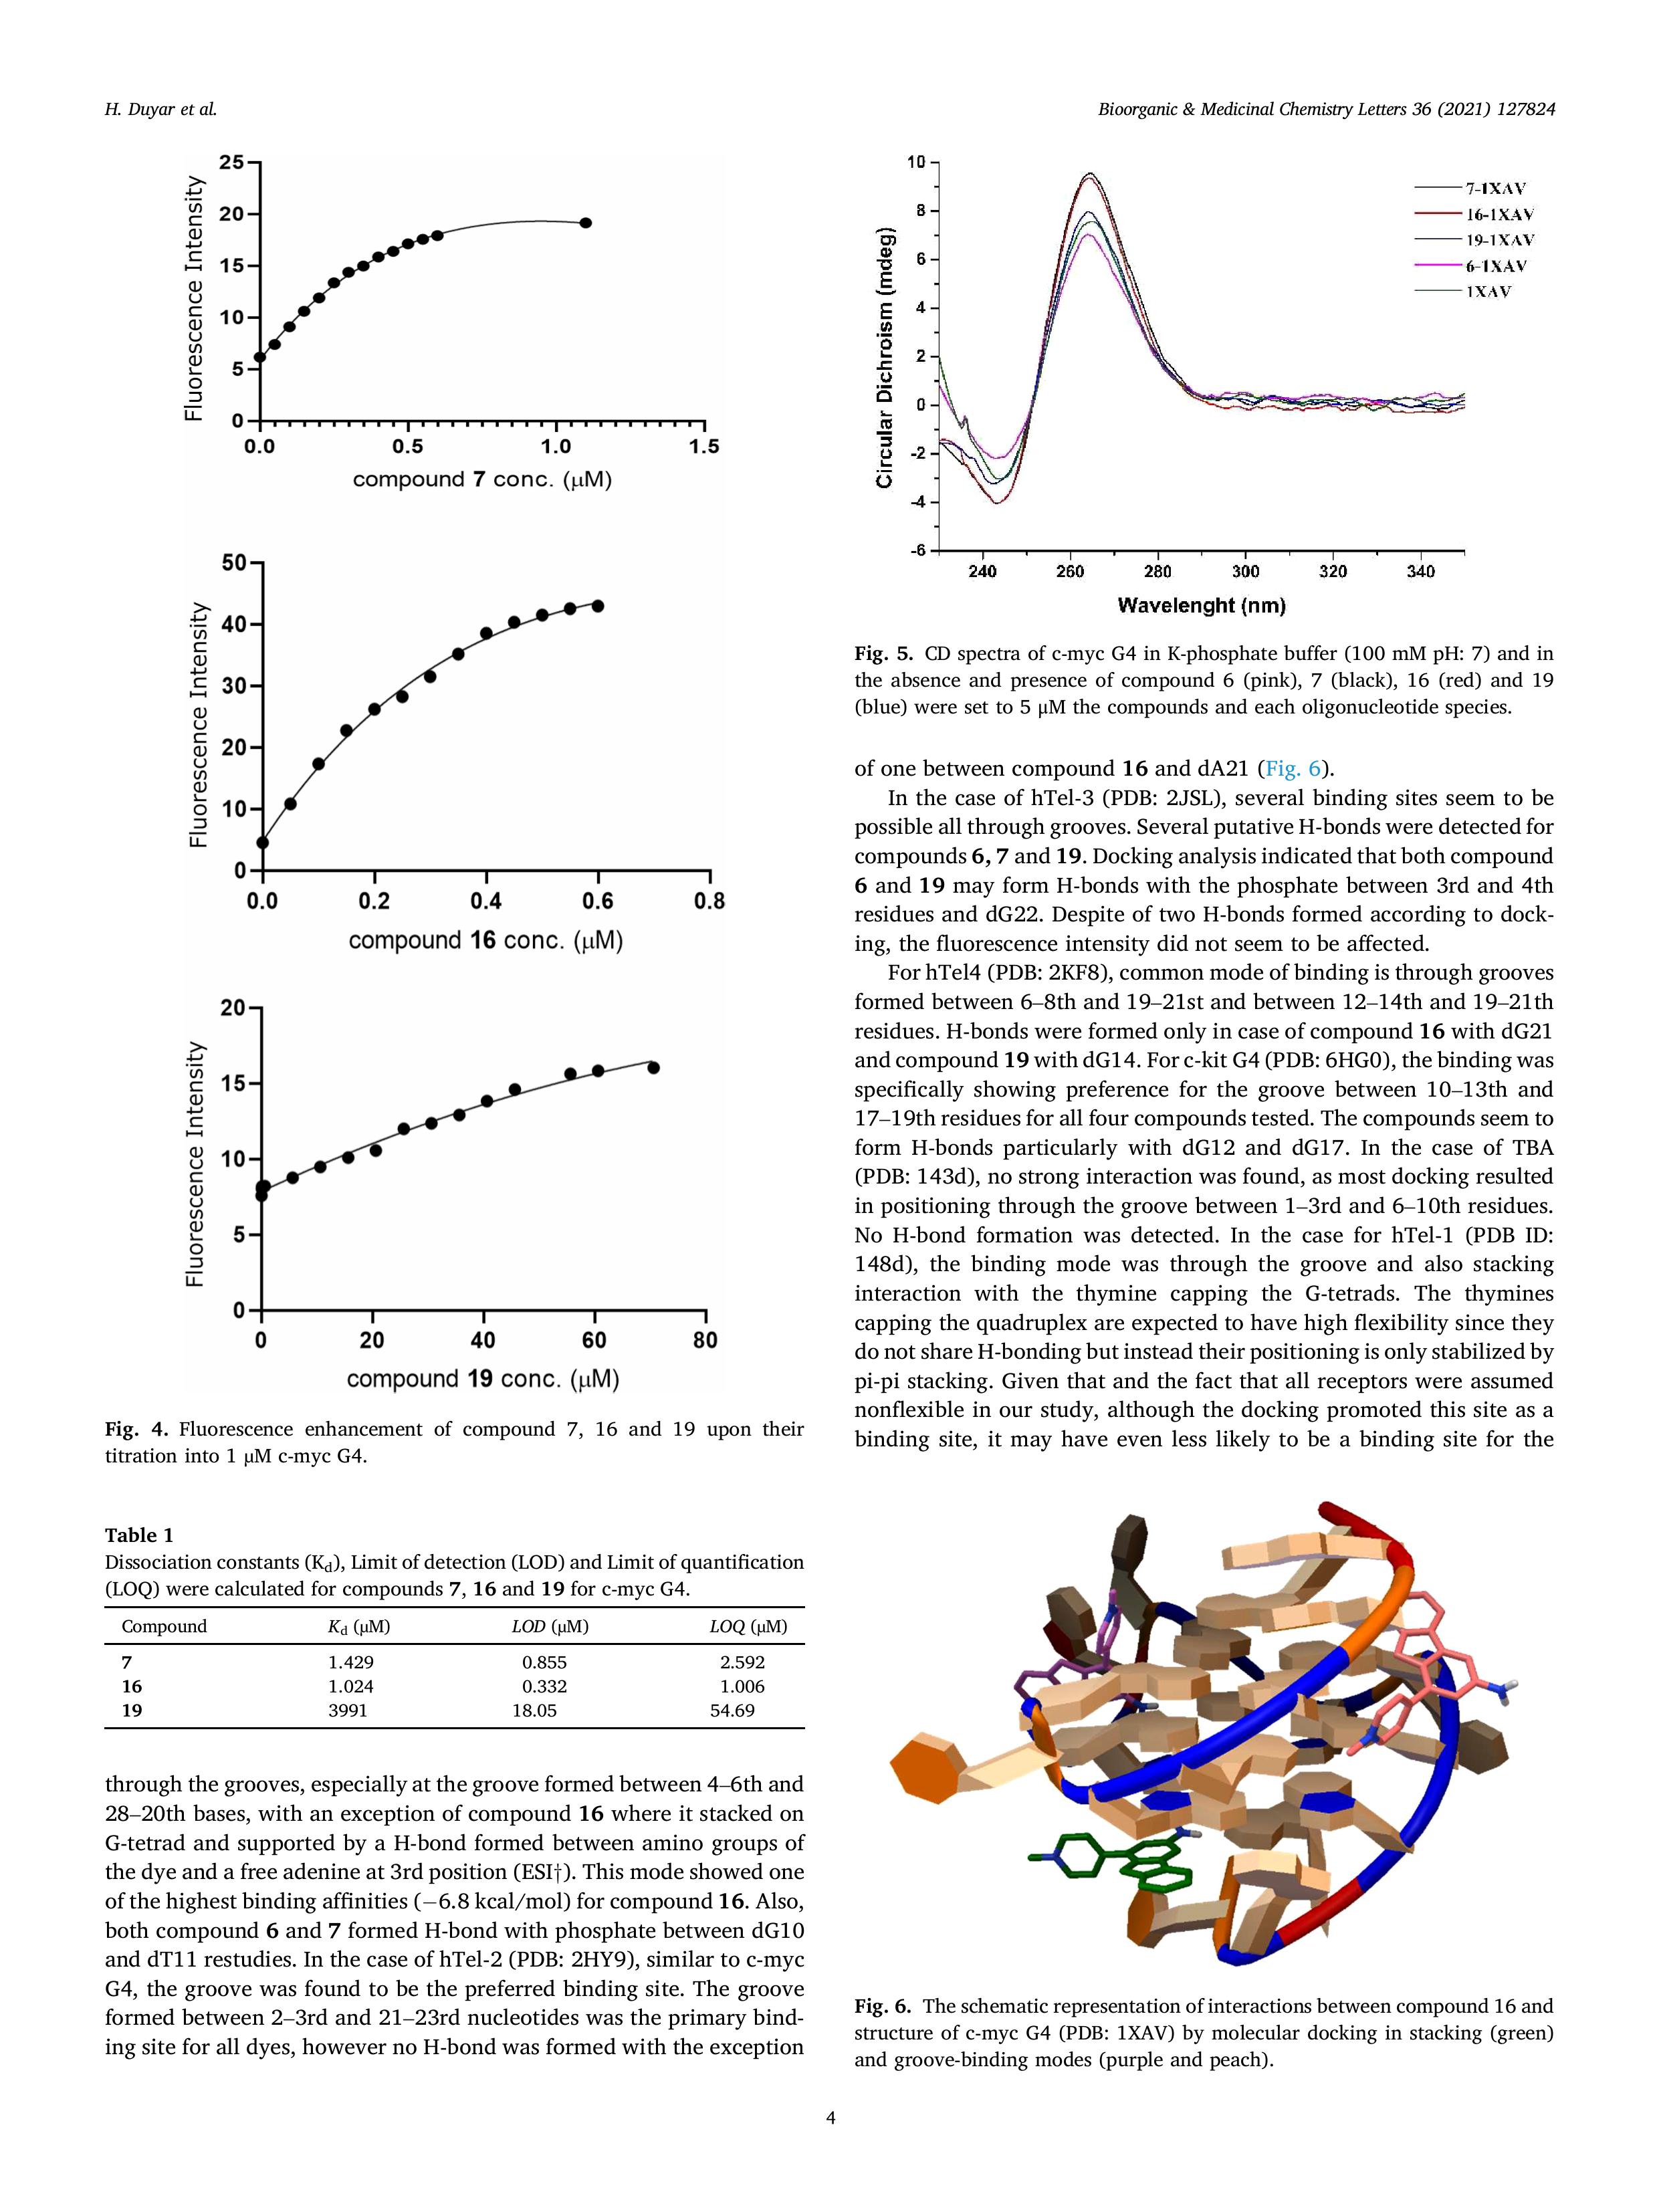 H. Duyar et al.
Bioorganic & Medicinal Chemistry Letters 36 (2021) 127824
25
20
15
10
5
0
Fluorescence Intensity
0.0 0.5 1.0 1.5
compound 7 conc. (μM)
50
40
30
20
10
0
Fluorescence Intensity
0.0 0.2 0.4 0.6 0.8
compound 16 conc. (μM)
20
15
10
5
0
Fluorescence Intensity
0 20 40 60 80
compound 19 conc. (μM)
Fig. 4. Fluorescence enhancement of compound 7, 16 and 19 upon their
titration into 1 μM c-myc G4.
Table 1
Dissociation constants (Kd), Limit of detection (LOD) and Limit of quantification
(LOQ) were calculated for compounds 7, 16 and 19 for c-myc G4.
Compound Kd (μM) LOD (μM) LOQ (μM)
7 1.429 0.855 2.592
16 1.024 0.332 1.006
19 3991 18.05 54.69
through the grooves, especially at the groove formed between 4–6th and
28–20th bases, with an exception of compound 16 where it stacked on
G-tetrad and supported by a H-bond formed between amino groups of
the dye and a free adenine at 3rd position (ESI†). This mode showed one
of the highest binding affinities (−6.8 kcal/mol) for compound 16. Also,
both compound 6 and 7 formed H-bond with phosphate between dG10
and dT11 restudies. In the case of hTel-2 (PDB: 2HY9), similar to c-myc
G4, the groove was found to be the preferred binding site. The groove
formed between 2–3rd and 21–23rd nucleotides was the primary bind-
ing site for all dyes, however no H-bond was formed with the exception
10
8
6
4
2
0
-2
-4
-6
Circular Dichroism (mdeg)
7-1XAV
16-1XAV
19-1XAV
6-1XAV
1XAV
240 260 280 300 320 340
Wavelenght (nm)
Fig. 5. CD spectra of c-myc G4 in K-phosphate buffer (100 mM pH: 7) and in
the absence and presence of compound 6 (pink), 7 (black), 16 (red) and 19
(blue) were set to 5 μM the compounds and each oligonucleotide species.
of one between compound 16 and dA21 (Fig. 6).
In the case of hTel-3 (PDB: 2JSL), several binding sites seem to be
possible all through grooves. Several putative H-bonds were detected for
compounds 6, 7 and 19. Docking analysis indicated that both compound
6 and 19 may form H-bonds with the phosphate between 3rd and 4th
residues and dG22. Despite of two H-bonds formed according to dock-
ing, the fluorescence intensity did not seem to be affected.
For hTel4 (PDB: 2KF8), common mode of binding is through grooves
formed between 6–8th and 19–21st and between 12–14th and 19–21th
residues. H-bonds were formed only in case of compound 16 with dG21
and compound 19 with dG14. For c-kit G4 (PDB: 6HG0), the binding was
specifically showing preference for the groove between 10–13th and
17–19th residues for all four compounds tested. The compounds seem to
form H-bonds particularly with dG12 and dG17. In the case of TBA
(PDB: 143d), no strong interaction was found, as most docking resulted
in positioning through the groove between 1–3rd and 6–10th residues.
No H-bond formation was detected. In the case for hTel-1 (PDB ID:
148d), the binding mode was through the groove and also stacking
interaction with the thymine capping the G-tetrads. The thymines
capping the quadruplex are expected to have high flexibility since they
do not share H-bonding but instead their positioning is only stabilized by
pi-pi stacking. Given that and the fact that all receptors were assumed
nonflexible in our study, although the docking promoted this site as a
binding site, it may have even less likely to be a binding site for the
Fig. 6. The schematic representation of interactions between compound 16 and
structure of c-myc G4 (PDB: 1XAV) by molecular docking in stacking (green)
and groove-binding modes (purple and peach).
4